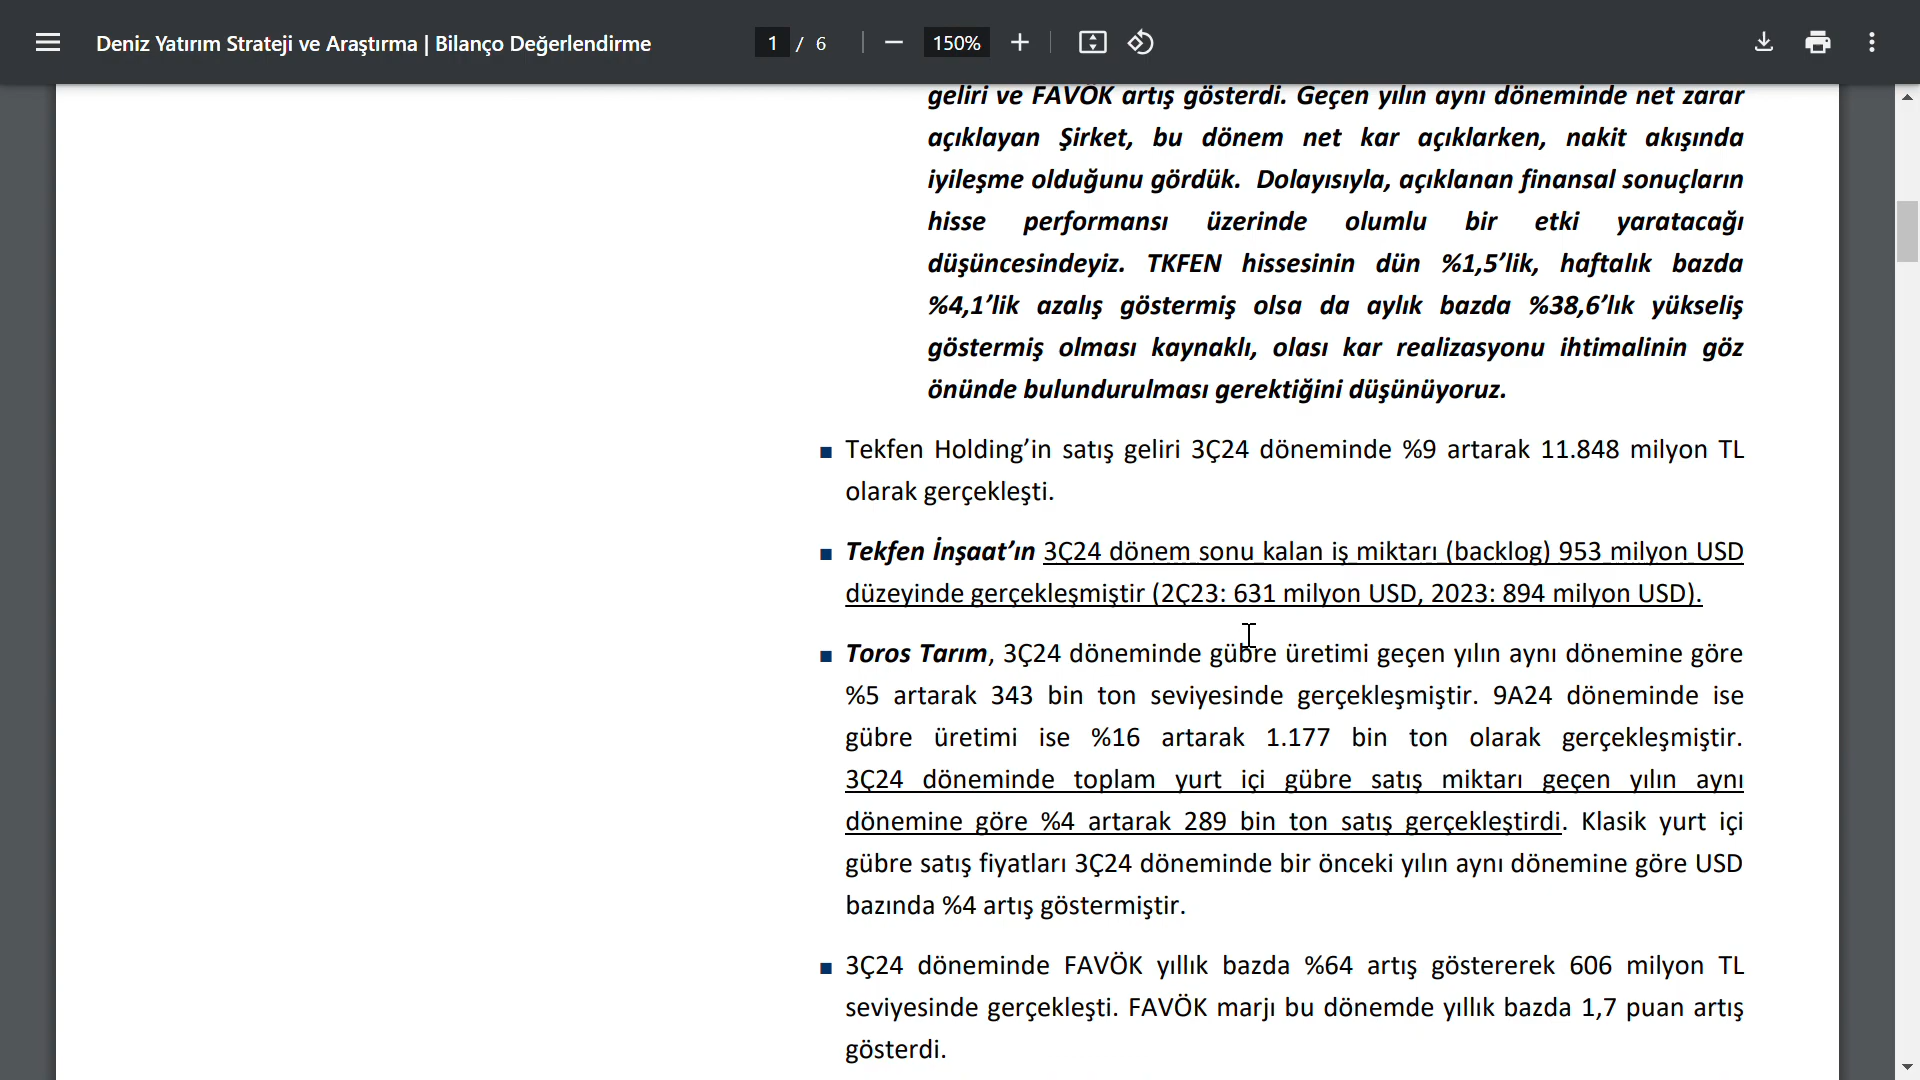 Deniz Yatırım Strateji ve Araştırma | Bilanço Değerlendirme
1 / 6
150%
geliri ve FAVÖK artış gösterdi. Geçen yılın aynı döneminde net zarar
açıklayan Şirket, bu dönem net kar açıklarken, nakit akışında
iyileşme olduğunu gördük. Dolayısıyla, açıklanan finansal sonuçların
hisse performansı üzerinde olumlu bir etki yaratacağı
düşüncesindeyiz. TKFEN hissesinin dün %1,5’lik, haftalık bazda
%4,1’lik azalış göstermiş olsa da aylık bazda %38,6’lık yükseliş
göstermiş olması kaynaklı, olası kar realizasyonu ihtimalinin göz
önünde bulundurulması gerektiğini düşünüyoruz.
Tekfen Holding’in satış geliri 3Ç24 döneminde %9 artarak 11.848 milyon TL
olarak gerçekleşti.
Tekfen İnşaat’ın 3Ç24 dönem sonu kalan iş miktarı (backlog) 953 milyon USD
düzeyinde gerçekleşmiştir (2Ç23: 631 milyon USD, 2023: 894 milyon USD).
Toros Tarım, 3Ç24 döneminde gübre üretimi geçen yılın aynı dönemine göre
%5 artarak 343 bin ton seviyesinde gerçekleşmiştir. 9A24 döneminde ise
gübre üretimi ise %16 artarak 1.177 bin ton olarak gerçekleşmiştir.
3Ç24 döneminde toplam yurt içi gübre satış miktarı geçen yılın aynı
dönemine göre %4 artarak 289 bin ton satış gerçekleştirdi. Klasik yurt içi
gübre satış fiyatları 3Ç24 döneminde bir önceki yılın aynı dönemine göre USD
bazında %4 artış göstermiştir.
3Ç24 döneminde FAVÖK yıllık bazda %64 artış göstererek 606 milyon TL
seviyesinde gerçekleşti. FAVÖK marjı bu dönemde yıllık bazda 1,7 puan artış
gösterdi.